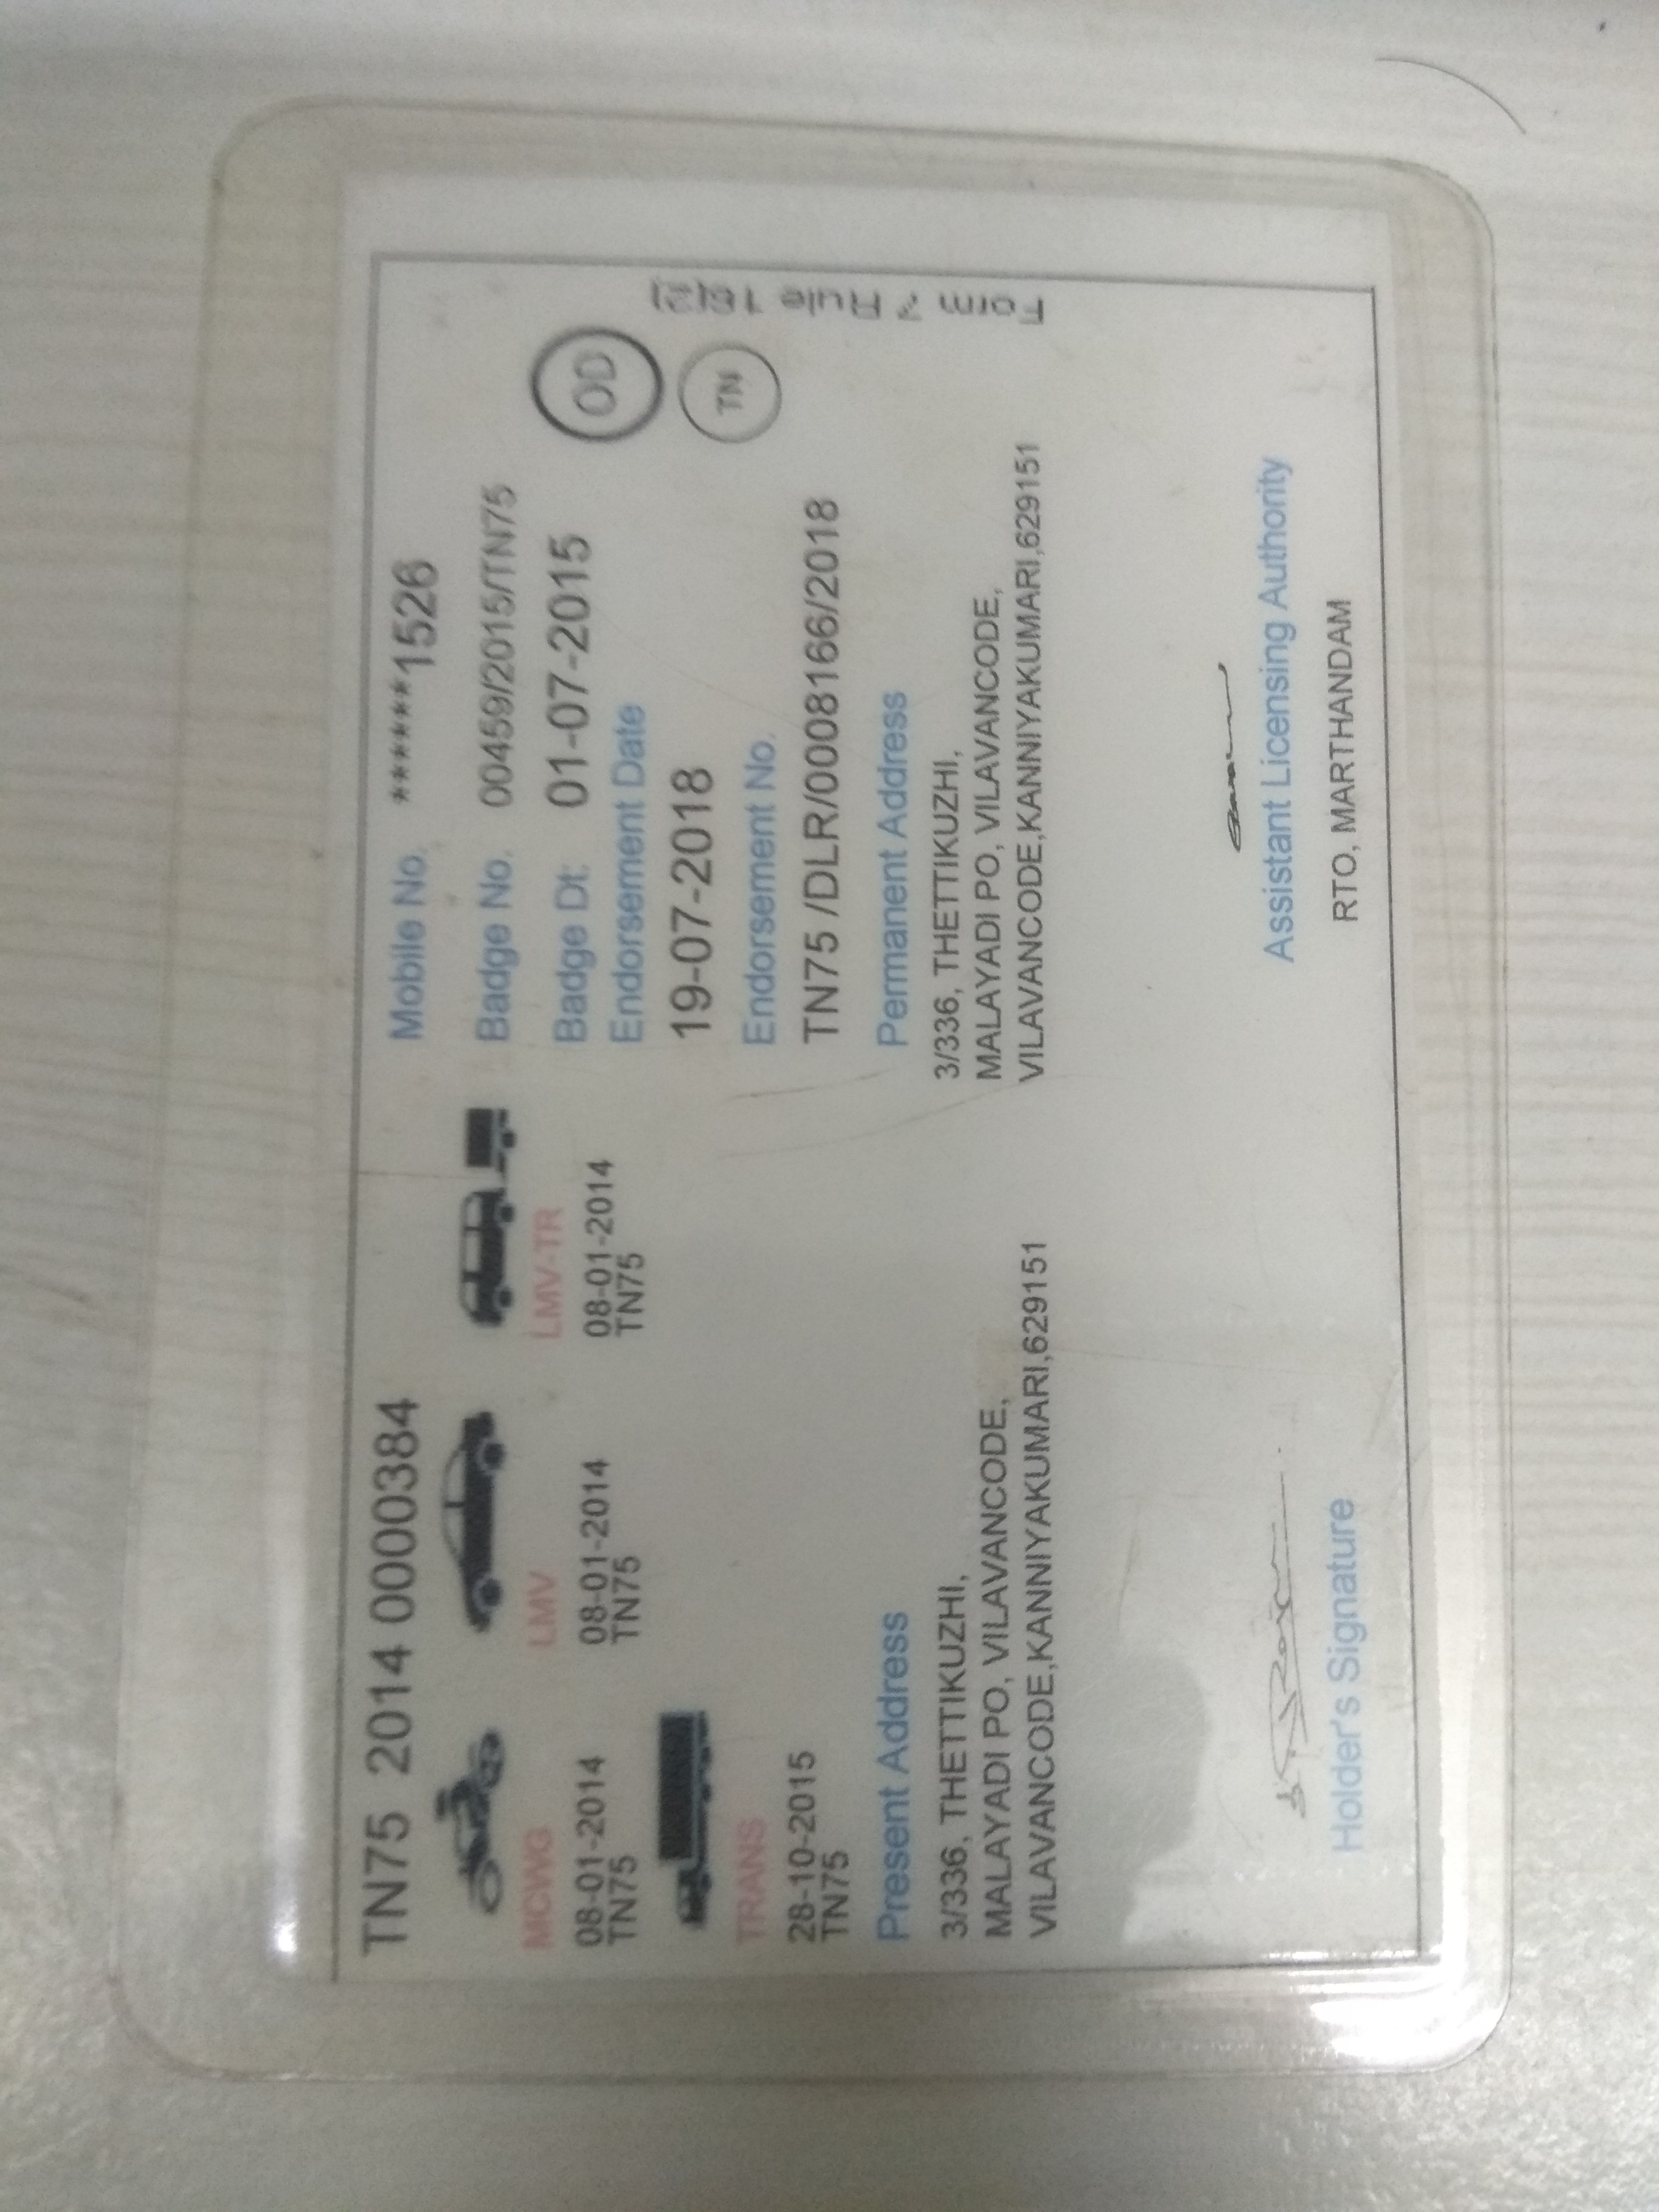 TN75 2014 0000384
MCWG
08-01-2014
TN75
LMV
08-01-2014
TN75
LMV-TR
08-01-2014
TN75
TRANS
28-10-2015
TN75
Mobile No. ******1526
Badge No. 00459/2015/TN75
Badge Dt. 01-07-2015
Endorsement Date
19-07-2018
Endorsement No.
TN75 /DLR/0008166/2018
OD
TN
Form 7 Rule 16(2)
Present Address
3/336, THETTIKUZHI,
MALAYADI PO, VILAVANCODE,
VILAVANCODE,KANNIYAKUMARI,629151
Permanent Address
3/336, THETTIKUZHI,
MALAYADI PO, VILAVANCODE,
VILAVANCODE,KANNIYAKUMARI,629151
Holder's Signature
Assistant Licensing Authority
RTO, MARTHANDAM